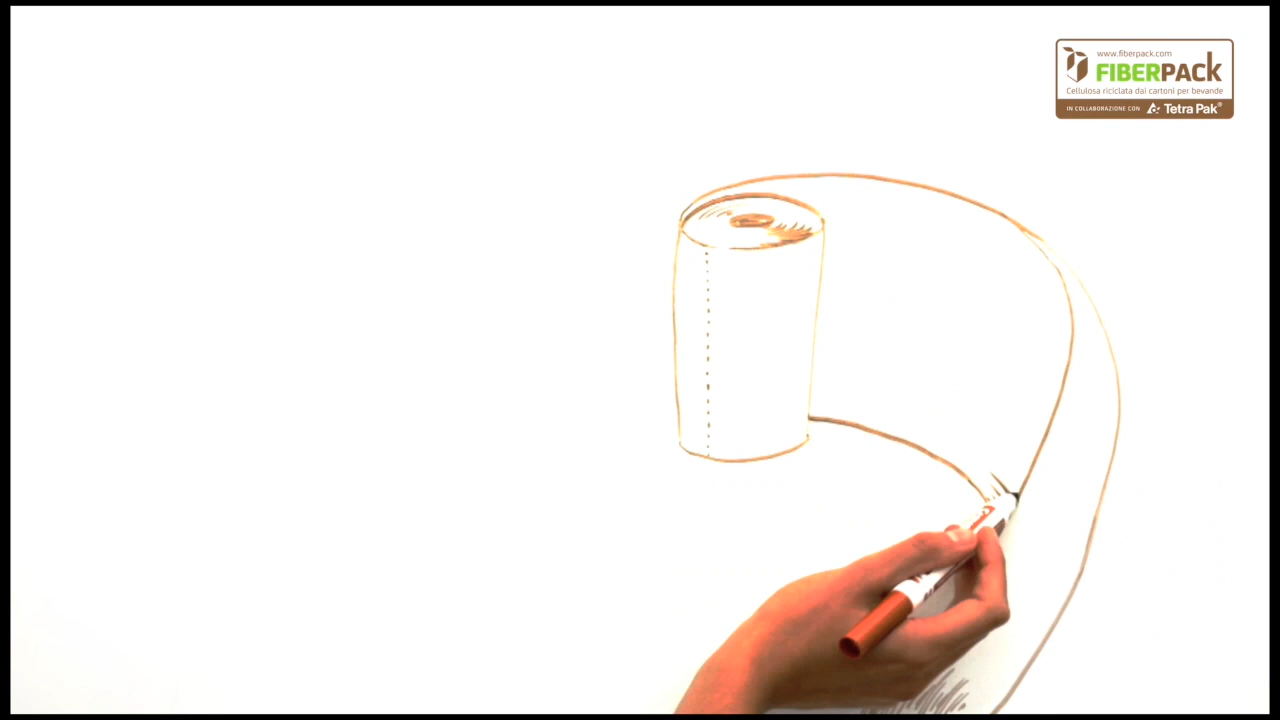 www.fiberpack.com
FIBERPACK
Cellulosa riciclata dai cartoni per bevande
IN COLLABORAZIONE CON Tetra Pak®